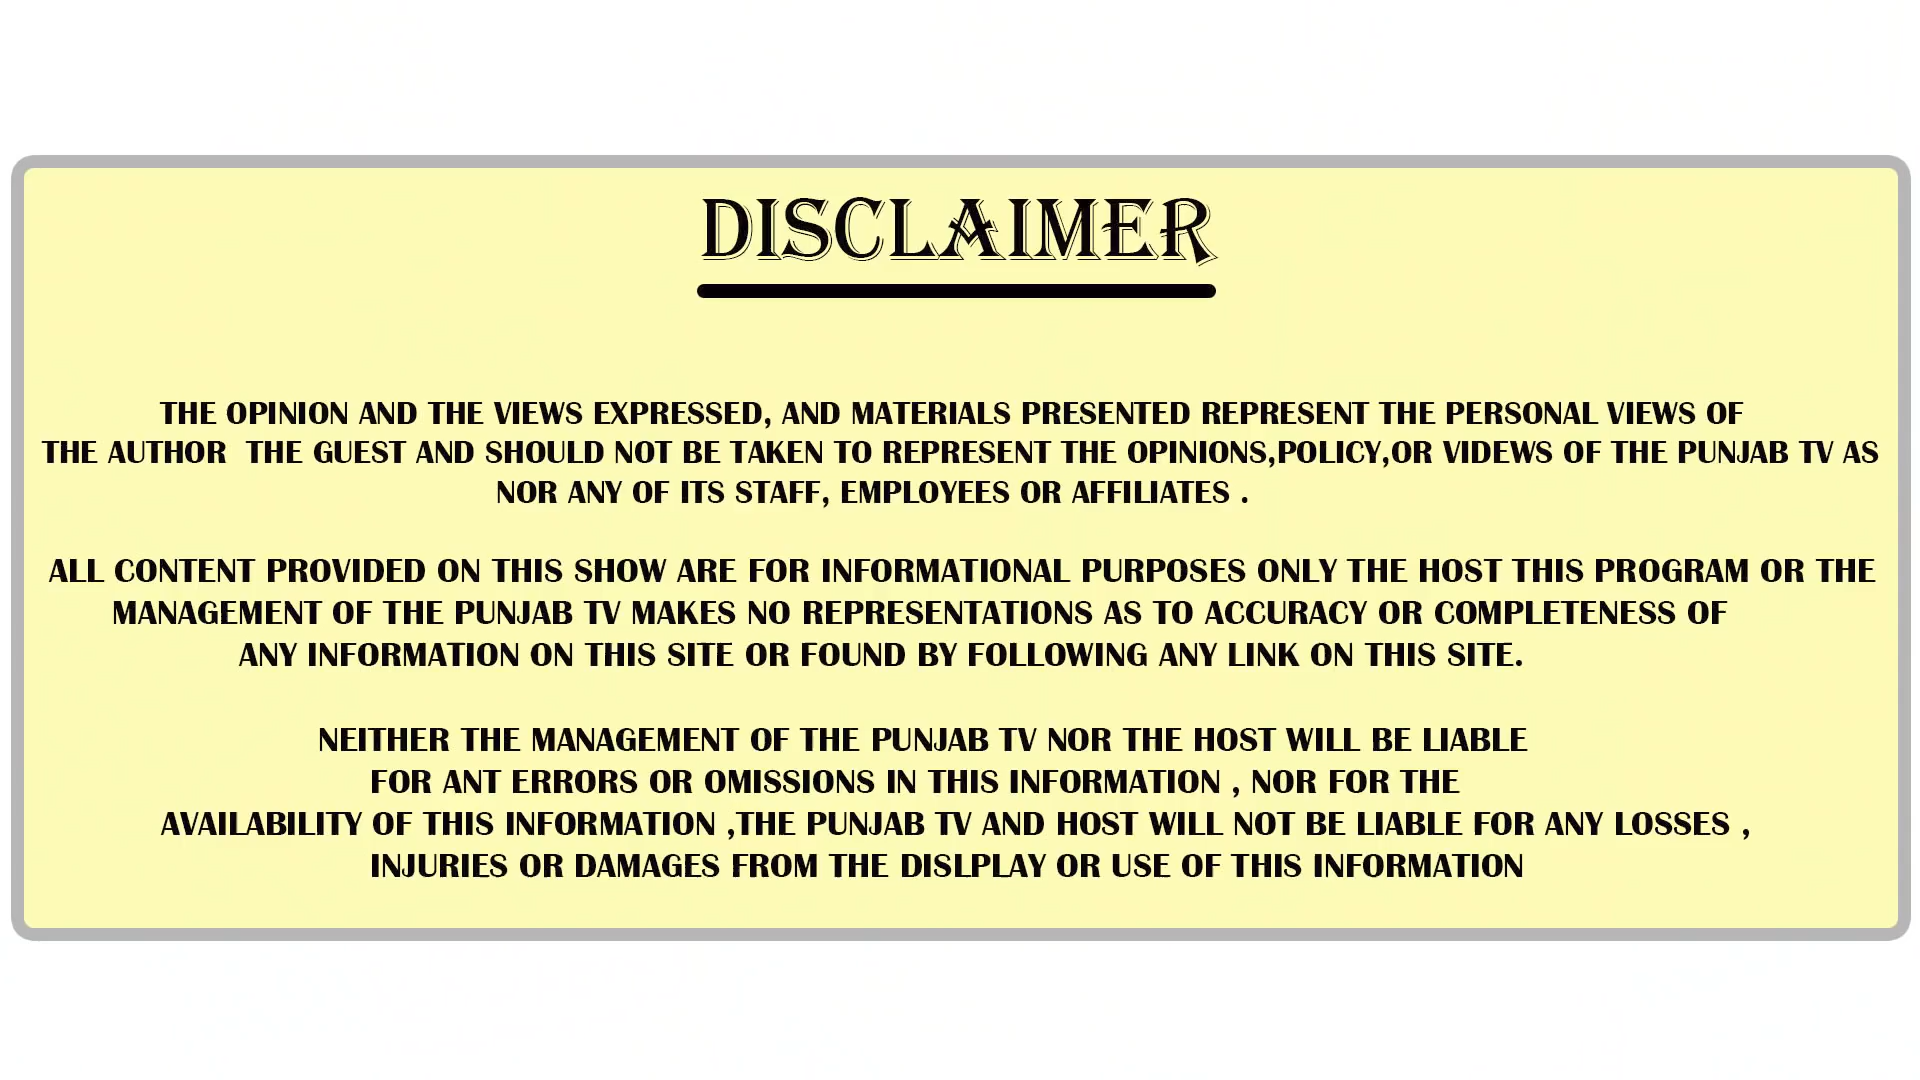 DISCLAIMER
THE OPINION AND THE VIEWS EXPRESSED, AND MATERIALS PRESENTED REPRESENT THE PERSONAL VIEWS OF
THE AUTHOR  THE GUEST AND SHOULD NOT BE TAKEN TO REPRESENT THE OPINIONS,POLICY,OR VIDEWS OF THE PUNJAB TV AS
NOR ANY OF ITS STAFF, EMPLOYEES OR AFFILIATES .
ALL CONTENT PROVIDED ON THIS SHOW ARE FOR INFORMATIONAL PURPOSES ONLY THE HOST THIS PROGRAM OR THE
MANAGEMENT OF THE PUNJAB TV MAKES NO REPRESENTATIONS AS TO ACCURACY OR COMPLETENESS OF
ANY INFORMATION ON THIS SITE OR FOUND BY FOLLOWING ANY LINK ON THIS SITE.
NEITHER THE MANAGEMENT OF THE PUNJAB TV NOR THE HOST WILL BE LIABLE
FOR ANT ERRORS OR OMISSIONS IN THIS INFORMATION , NOR FOR THE
AVAILABILITY OF THIS INFORMATION ,THE PUNJAB TV AND HOST WILL NOT BE LIABLE FOR ANY LOSSES ,
INJURIES OR DAMAGES FROM THE DISLPLAY OR USE OF THIS INFORMATION